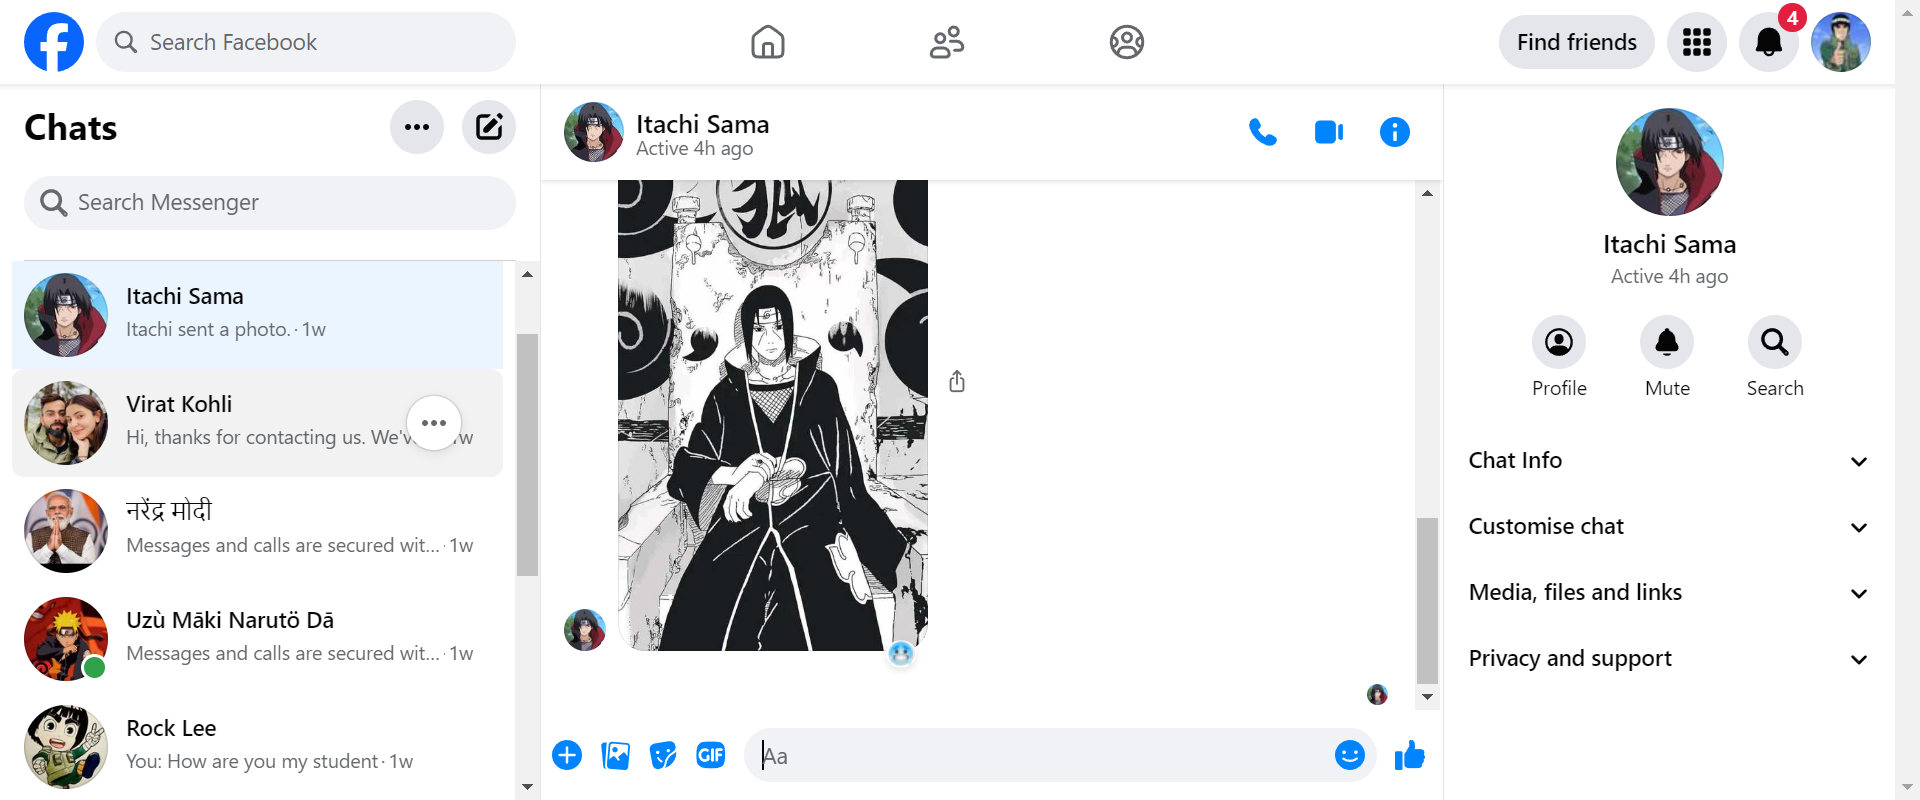 Search Facebook
Find friends
4
Chats
Search Messenger
Itachi Sama
Itachi sent a photo. · 1w
Virat Kohli
Hi, thanks for contacting us. We'v
नरेंद्र मोदी
Messages and calls are secured wit... · 1w
Uzù Māki Narutö Dā
Messages and calls are secured wit... · 1w
Rock Lee
You: How are you my student · 1w
Itachi Sama
Active 4h ago
GIF
Aa
Itachi Sama
Active 4h ago
Profile
Mute
Search
Chat Info
Customise chat
Media, files and links
Privacy and support